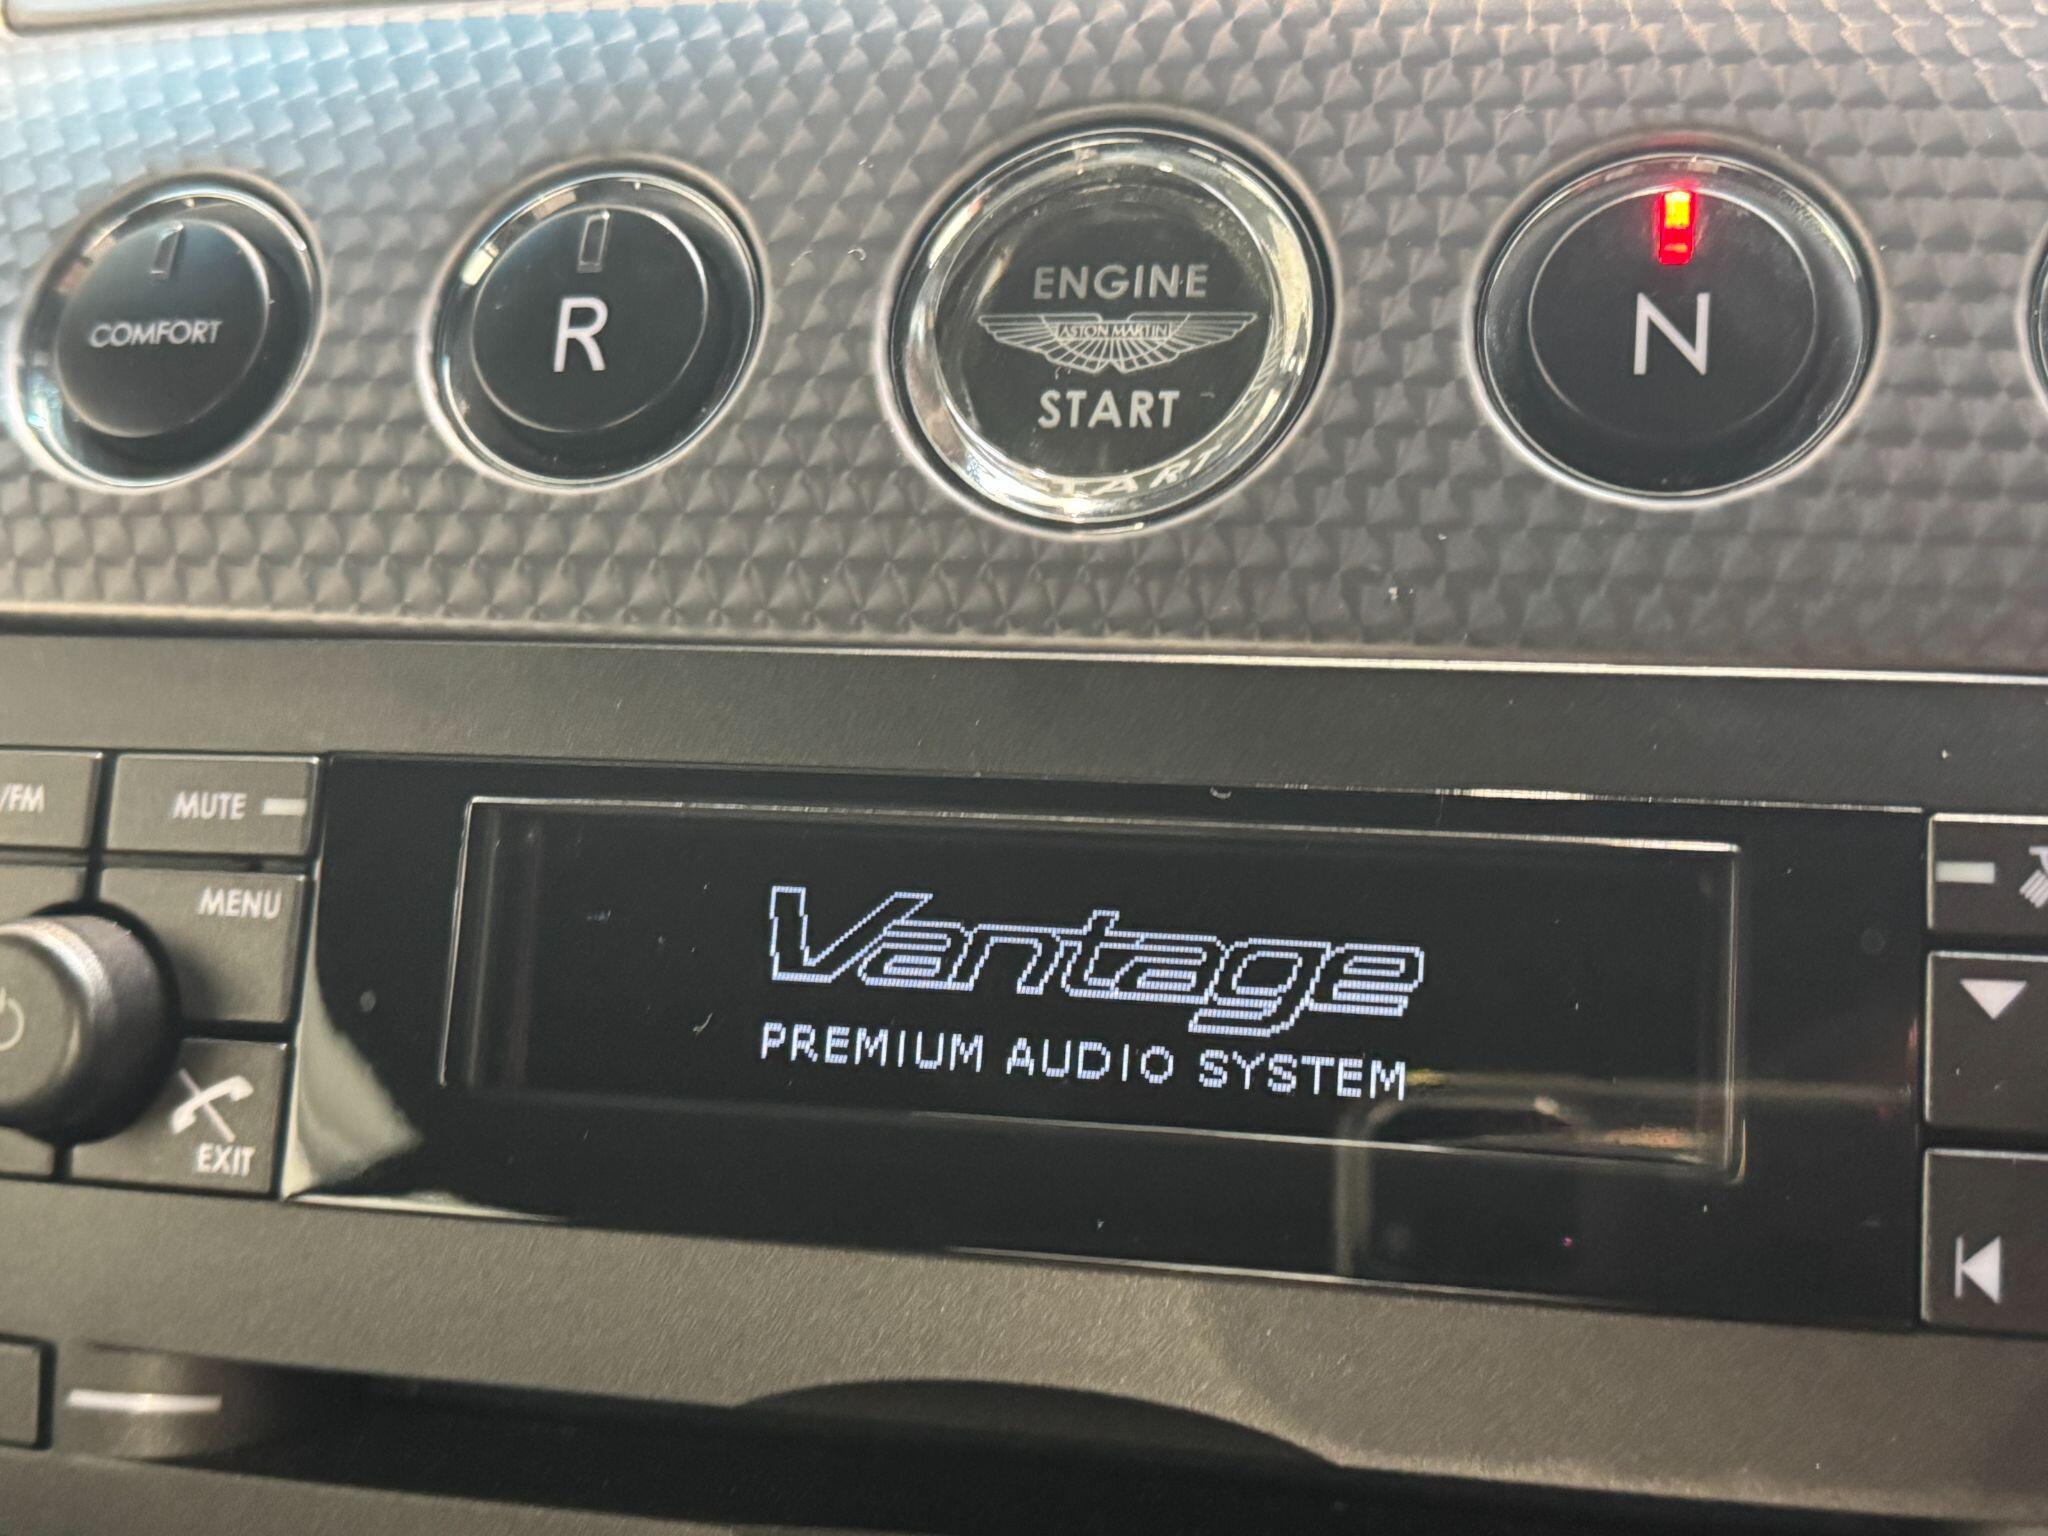 COMFORT
R
ENGINE
ASTON MARTIN
START
N
/FM
MUTE
MENU
EXIT
Vantage
PREMIUM AUDIO SYSTEM